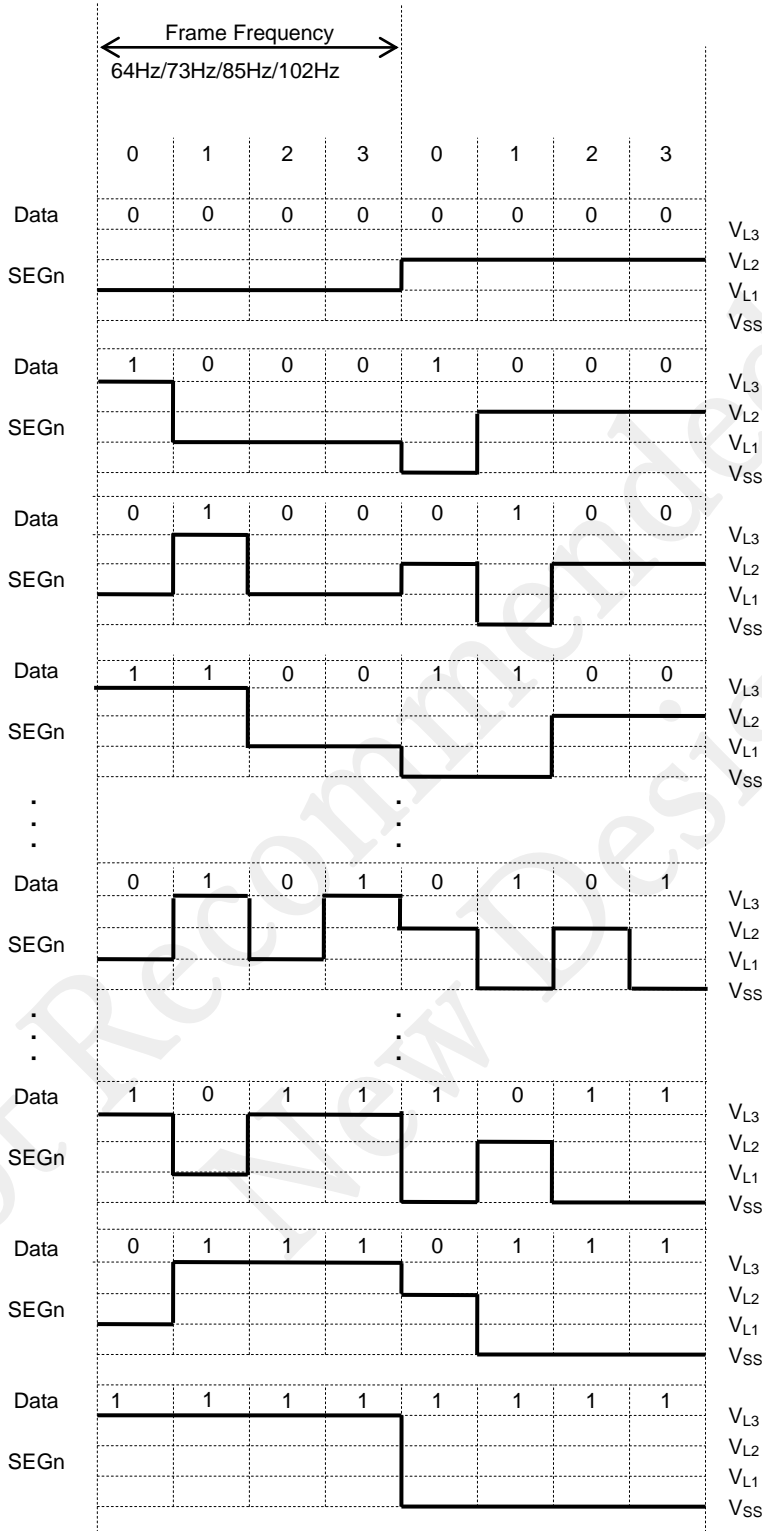 Frame Frequency
64Hz/73Hz/85Hz/102Hz
0 1 2 3 0 1 2 3
Data 0 0 0 0 0 0 0 0
VL3
VL2
SEGn
VL1
VSS
Data 1 0 0 0 1 0 0 0
VL3
VL2
SEGn
VL1
VSS
Data 0 1 0 0 0 1 0 0
VL3
VL2
SEGn
VL1
VSS
Data 1 1 0 0 1 1 0 0
VL3
VL2
SEGn
VL1
VSS
Data 0 1 0 1 0 1 0 1
VL3
VL2
SEGn
VL1
VSS
Data 1 0 1 1 1 0 1 1
VL3
VL2
SEGn
VL1
VSS
Data 0 1 1 1 0 1 1 1
VL3
VL2
SEGn
VL1
VSS
Data 1 1 1 1 1 1 1 1
VL3
VL2
SEGn
VL1
VSS
Recommended
New